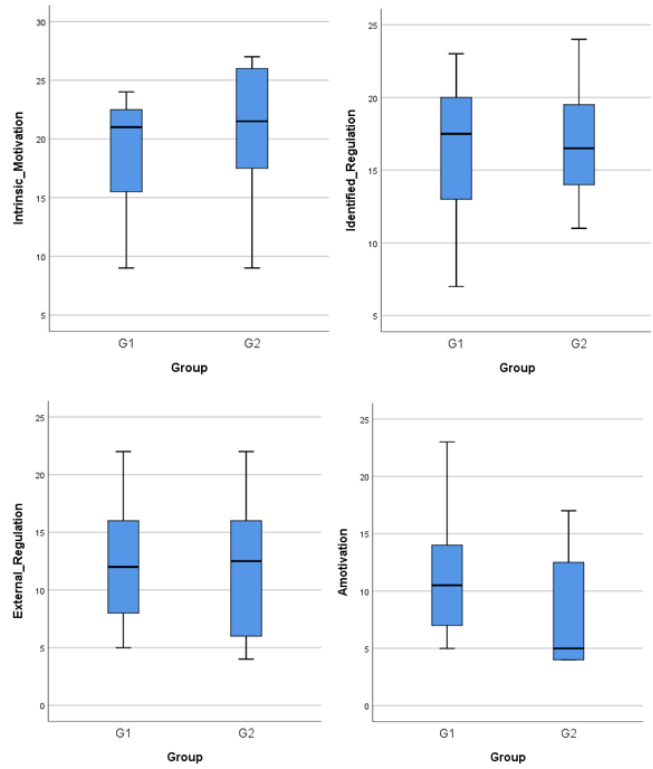 Intrinsic_Motivation
30
25
20
15
10
5
G1 G2
Group
Identified_Regulation
25
20
15
10
5
G1 G2
Group
External_Regulation
25
20
15
10
5
0
G1 G2
Group
Amotivation
25
20
15
10
5
0
G1 G2
Group